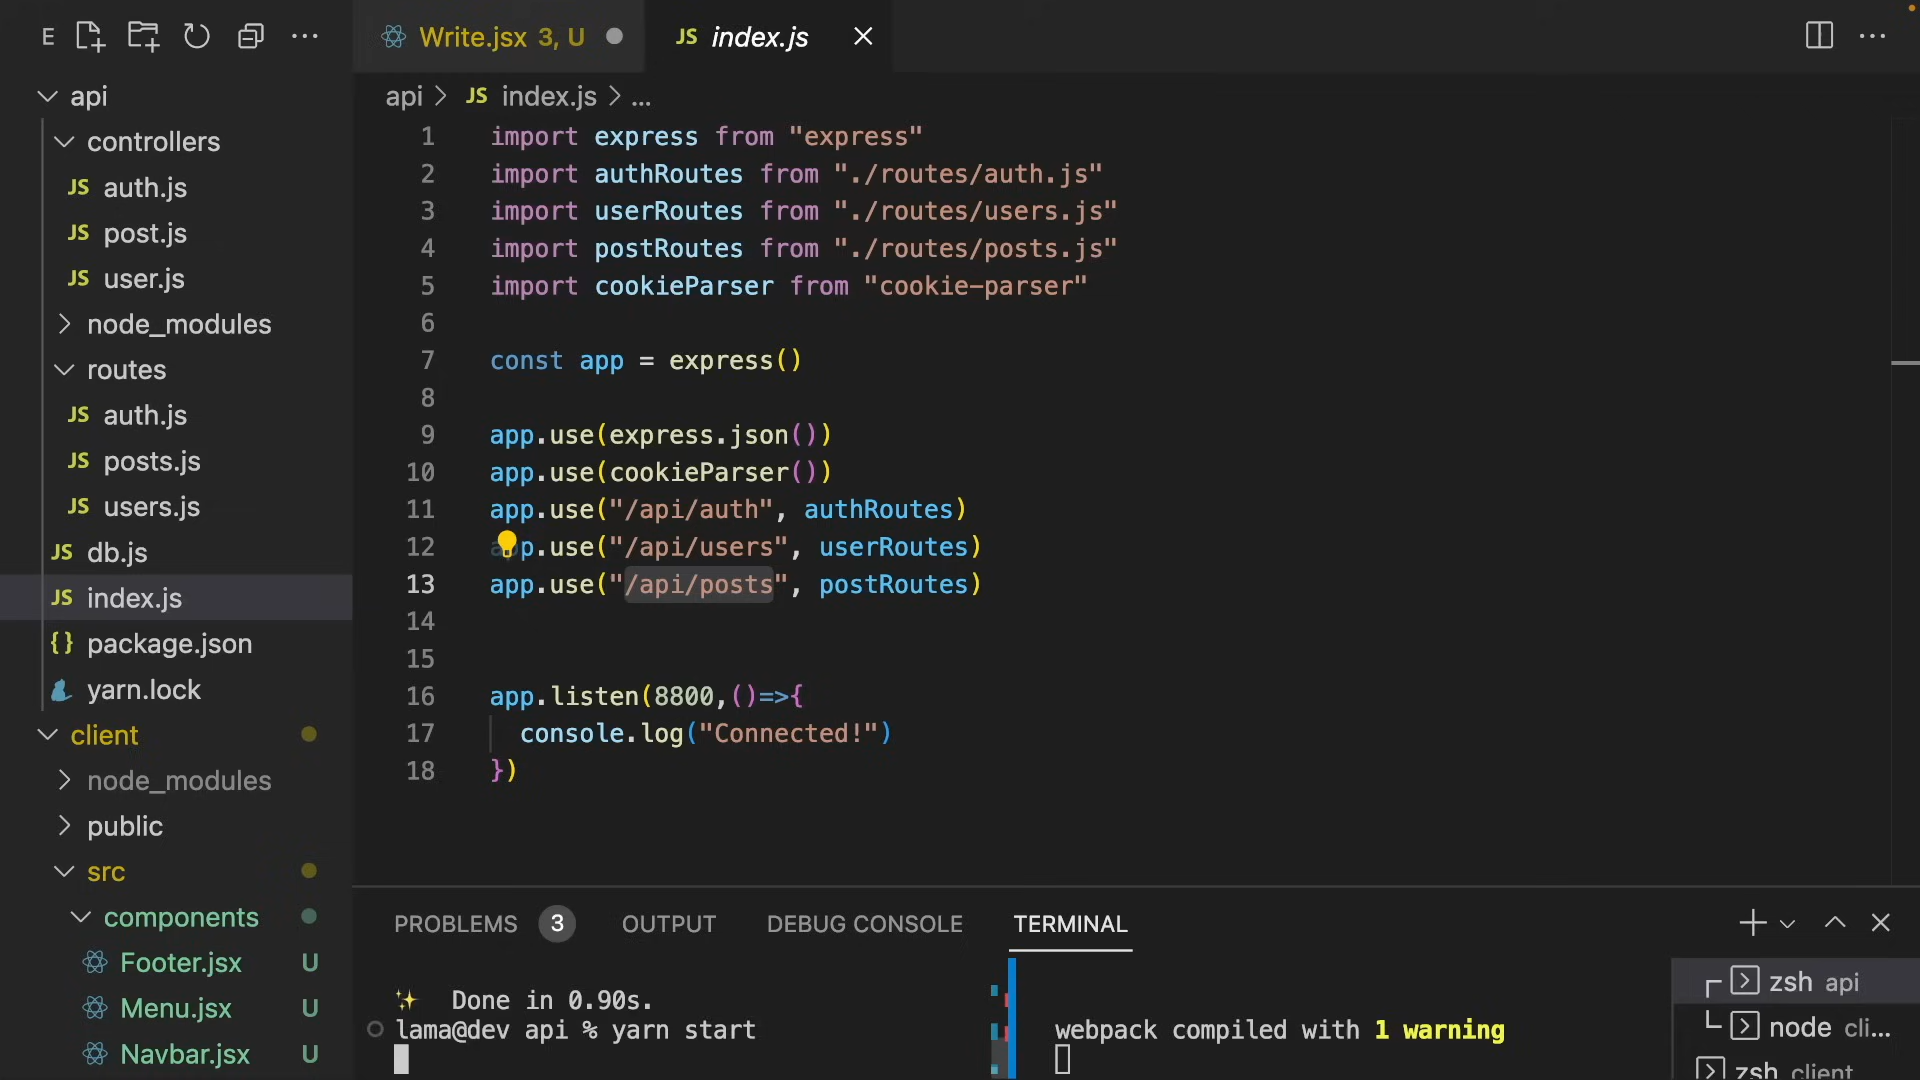 E
Write.jsx 3, U
JS index.js
api
api > JS index.js > ...
controllers
JS auth.js
JS post.js
JS user.js
node_modules
routes
JS auth.js
JS posts.js
JS users.js
JS db.js
JS index.js
{} package.json
yarn.lock
client
node_modules
public
src
components
Footer.jsx U
Menu.jsx U
Navbar.jsx U
1 import express from "express"
2 import authRoutes from "./routes/auth.js"
3 import userRoutes from "./routes/users.js"
4 import postRoutes from "./routes/posts.js"
5 import cookieParser from "cookie-parser"
6
7 const app = express()
8
9 app.use(express.json())
10 app.use(cookieParser())
11 app.use("/api/auth", authRoutes)
12 app.use("/api/users", userRoutes)
13 app.use("/api/posts", postRoutes)
14
15
16 app.listen(8800,()=>{
17 console.log("Connected!")
18 })
PROBLEMS 3 OUTPUT DEBUG CONSOLE TERMINAL
✨ Done in 0.90s.
lama@dev api % yarn start
webpack compiled with 1 warning
zsh api
node cli...
zsh client